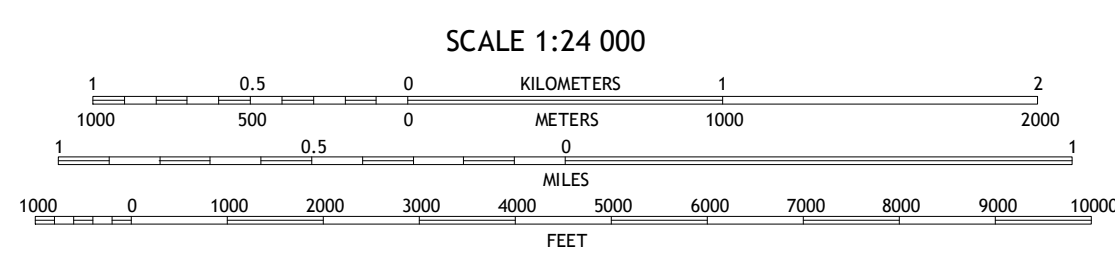 SCALE 1:24 000
1 0.5 0 KILOMETERS 1 2
1000 500 0 METERS 1000 2000
1 0.5 0 1
MILES
1000 0 1000 2000 3000 4000 5000 6000 7000 8000 9000 10000
FEET